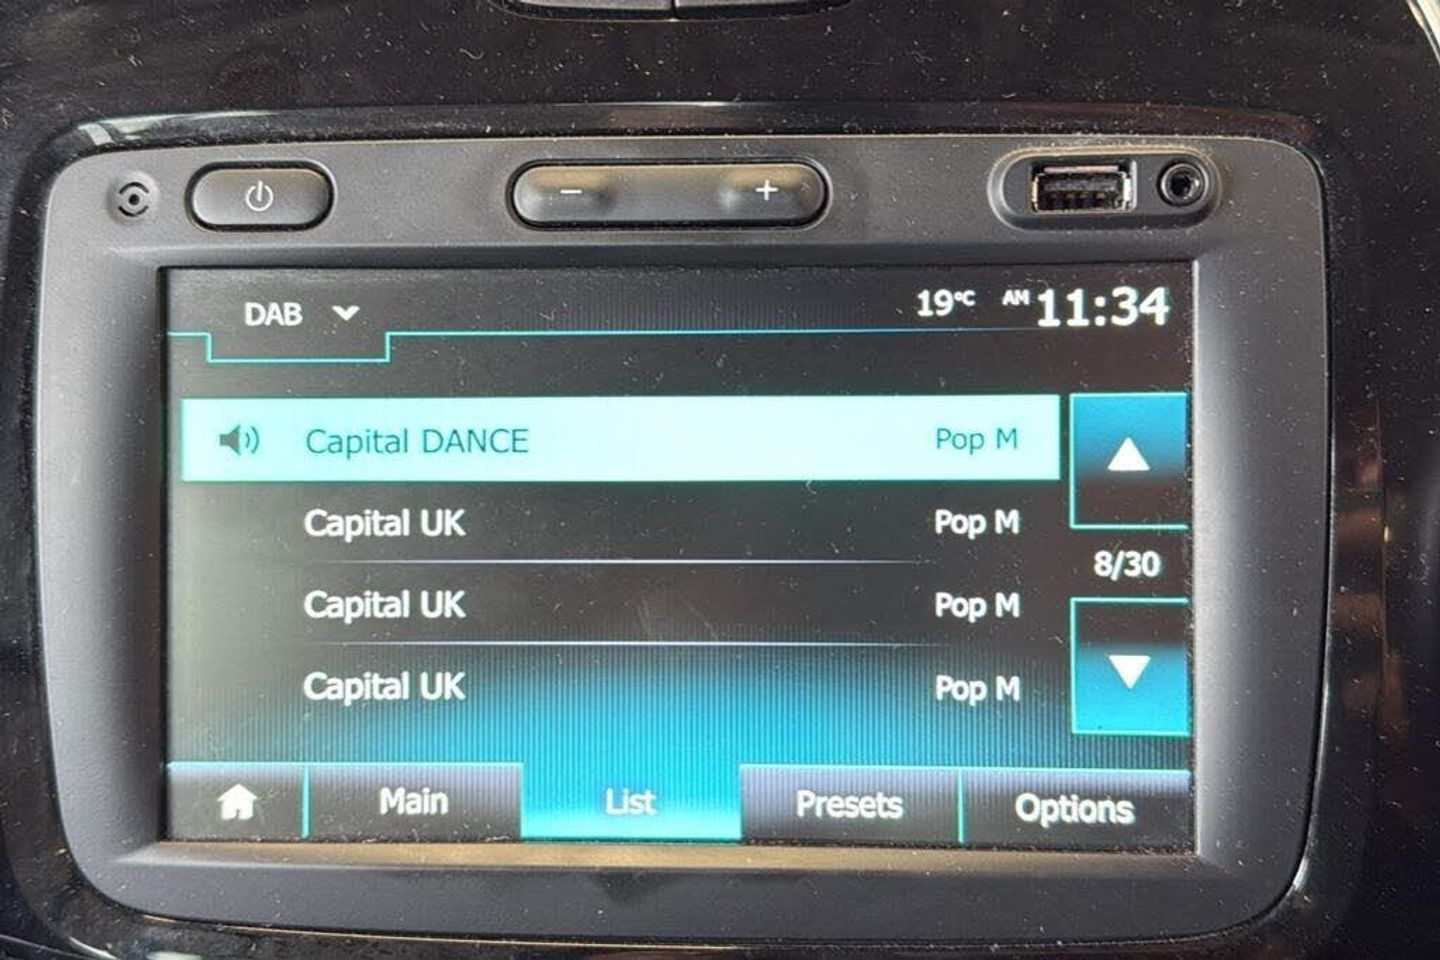 DAB 19°C AM 11:34
Capital DANCE Pop M
Capital UK Pop M
8/30
Capital UK Pop M
Capital UK Pop M
Main List Presets Options